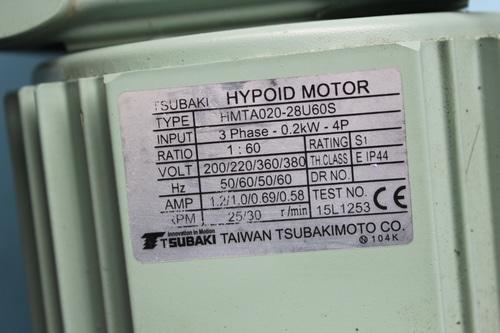 TSUBAKI HYPOID MOTOR
TYPE HMTA020-28U60S
INPUT 3 Phase - 0.2kW - 4P
RATIO 1 : 60 RATING S1
VOLT 200/220/360/380 TH.CLASS E IP44
Hz 50/60/50/60 DR NO.
AMP 1.2/1.0/0.69/0.58 TEST NO. CE
RPM 25/30 r/min 15L1253
Innovation in Motion
TSUBAKI TAIWAN TSUBAKIMOTO CO.
N 104K